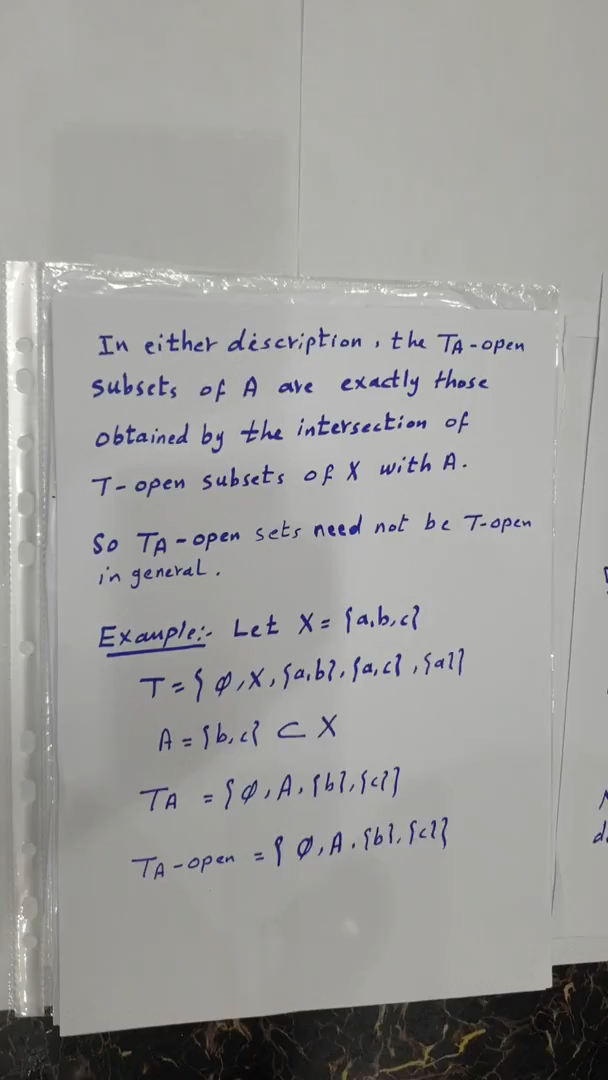 In either discription, the TA-open
subsets of A are exactly those
obtained by the intersection of
T-open subsets of X with A.
So TA-open sets need not be T-open
in general.
Example:- Let X = {a,b,c}
T = { ∅, X, {a,b}, {a,c}, {a}}
A = {b,c} ⊂ X
TA = {∅, A, {b}, {c}}
TA-open = { ∅, A, {b}, {c}}